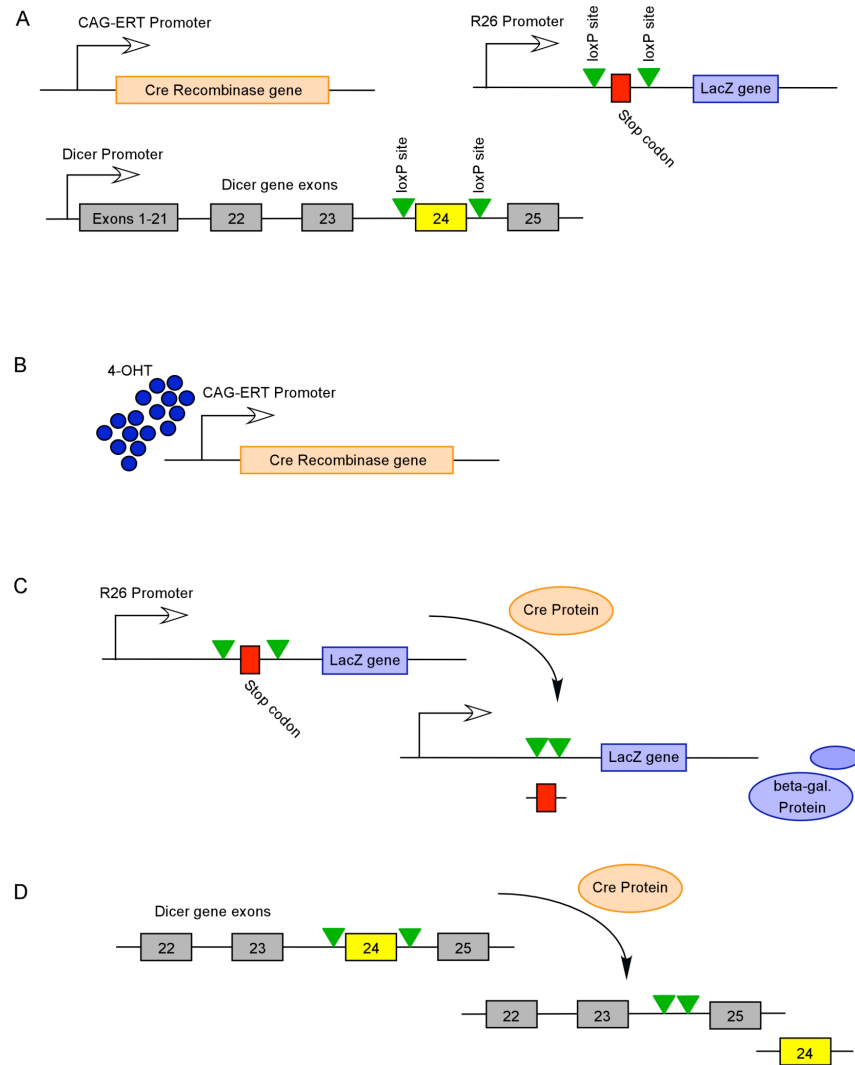 A
CAG-ERT Promoter
Cre Recombinase gene
R26 Promoter
loxP site
loxP site
Stop codon
LacZ gene
Dicer Promoter
Dicer gene exons
loxP site
loxP site
Exons 1-21
22
23
24
25
B
4-OHT
CAG-ERT Promoter
Cre Recombinase gene
C
R26 Promoter
Cre Protein
LacZ gene
Stop codon
LacZ gene
beta-gal.
Protein
D
Cre Protein
Dicer gene exons
22
23
24
25
22
23
25
24